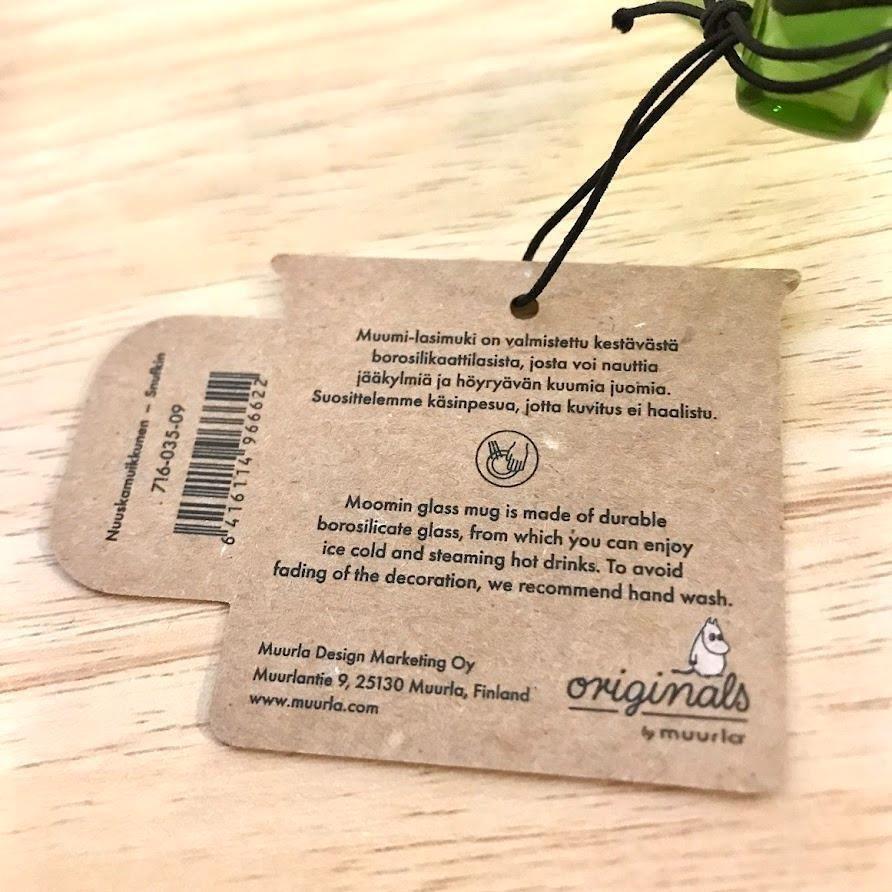 Muumi-lasimuki on valmistettu kestävästä
borosilikaattilasista, josta voi nauttia
jääkylmiä ja höyryävän kuumia juomia.
Suosittelemme käsinpesua, jotta kuvitus ei haalistu.
Moomin glass mug is made of durable
borosilicate glass, from which you can enjoy
ice cold and steaming hot drinks. To avoid
fading of the decoration, we recommend hand wash.
Muurla Design Marketing Oy
Muurlantie 9, 25130 Muurla, Finland
www.muurla.com
originals
by muurla
Nuuskamuikkunen – Snufkin
716-035-09
6 416114 966622